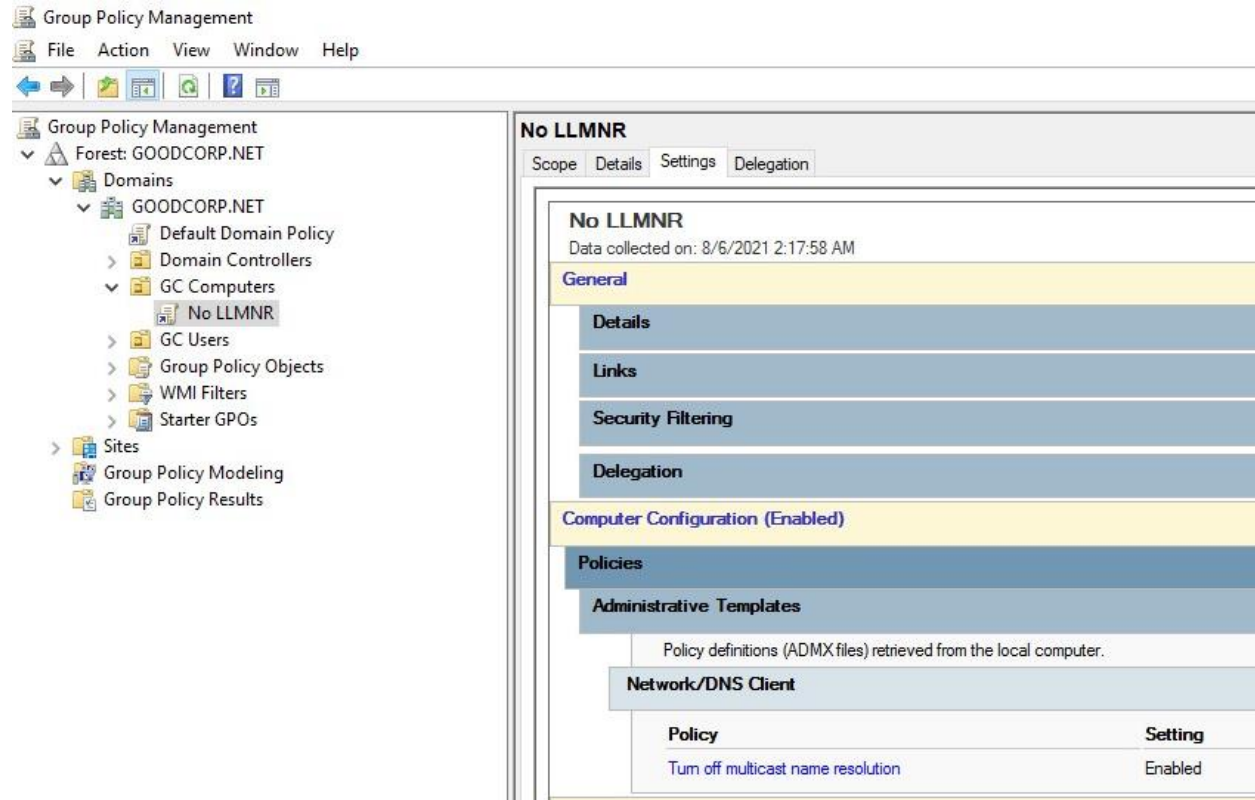 Group Policy Management
File Action View Window Help
Group Policy Management
Forest: GOODCORP.NET
Domains
GOODCORP.NET
Default Domain Policy
Domain Controllers
GC Computers
No LLMNR
GC Users
Group Policy Objects
WMI Filters
Starter GPOs
Sites
Group Policy Modeling
Group Policy Results
No LLMNR
Scope Details Settings Delegation
No LLMNR
Data collected on: 8/6/2021 2:17:58 AM
General
Details
Links
Security Filtering
Delegation
Computer Configuration (Enabled)
Policies
Administrative Templates
Policy definitions (ADMX files) retrieved from the local computer.
Network/DNS Client
Policy Setting
Turn off multicast name resolution Enabled